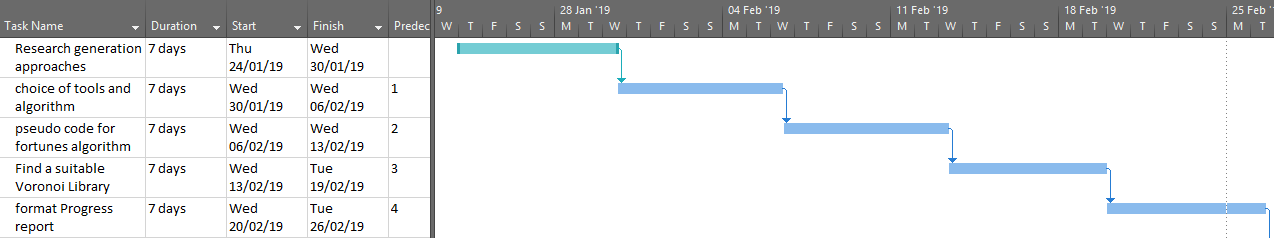 9 28 Jan '19 04 Feb '19 11 Feb '19 18 Feb '19 25 Feb '
Task Name Duration Start Finish Predec W T F S S M T W T F S S M T W T F S S M T W T F S S M T W T F S S M T
Research generation approaches 7 days Thu 24/01/19 Wed 30/01/19
choice of tools and algorithm 7 days Wed 30/01/19 Wed 06/02/19 1
pseudo code for fortunes algorithm 7 days Wed 06/02/19 Wed 13/02/19 2
Find a suitable Voronoi Library 7 days Wed 13/02/19 Tue 19/02/19 3
format Progress report 7 days Wed 20/02/19 Tue 26/02/19 4